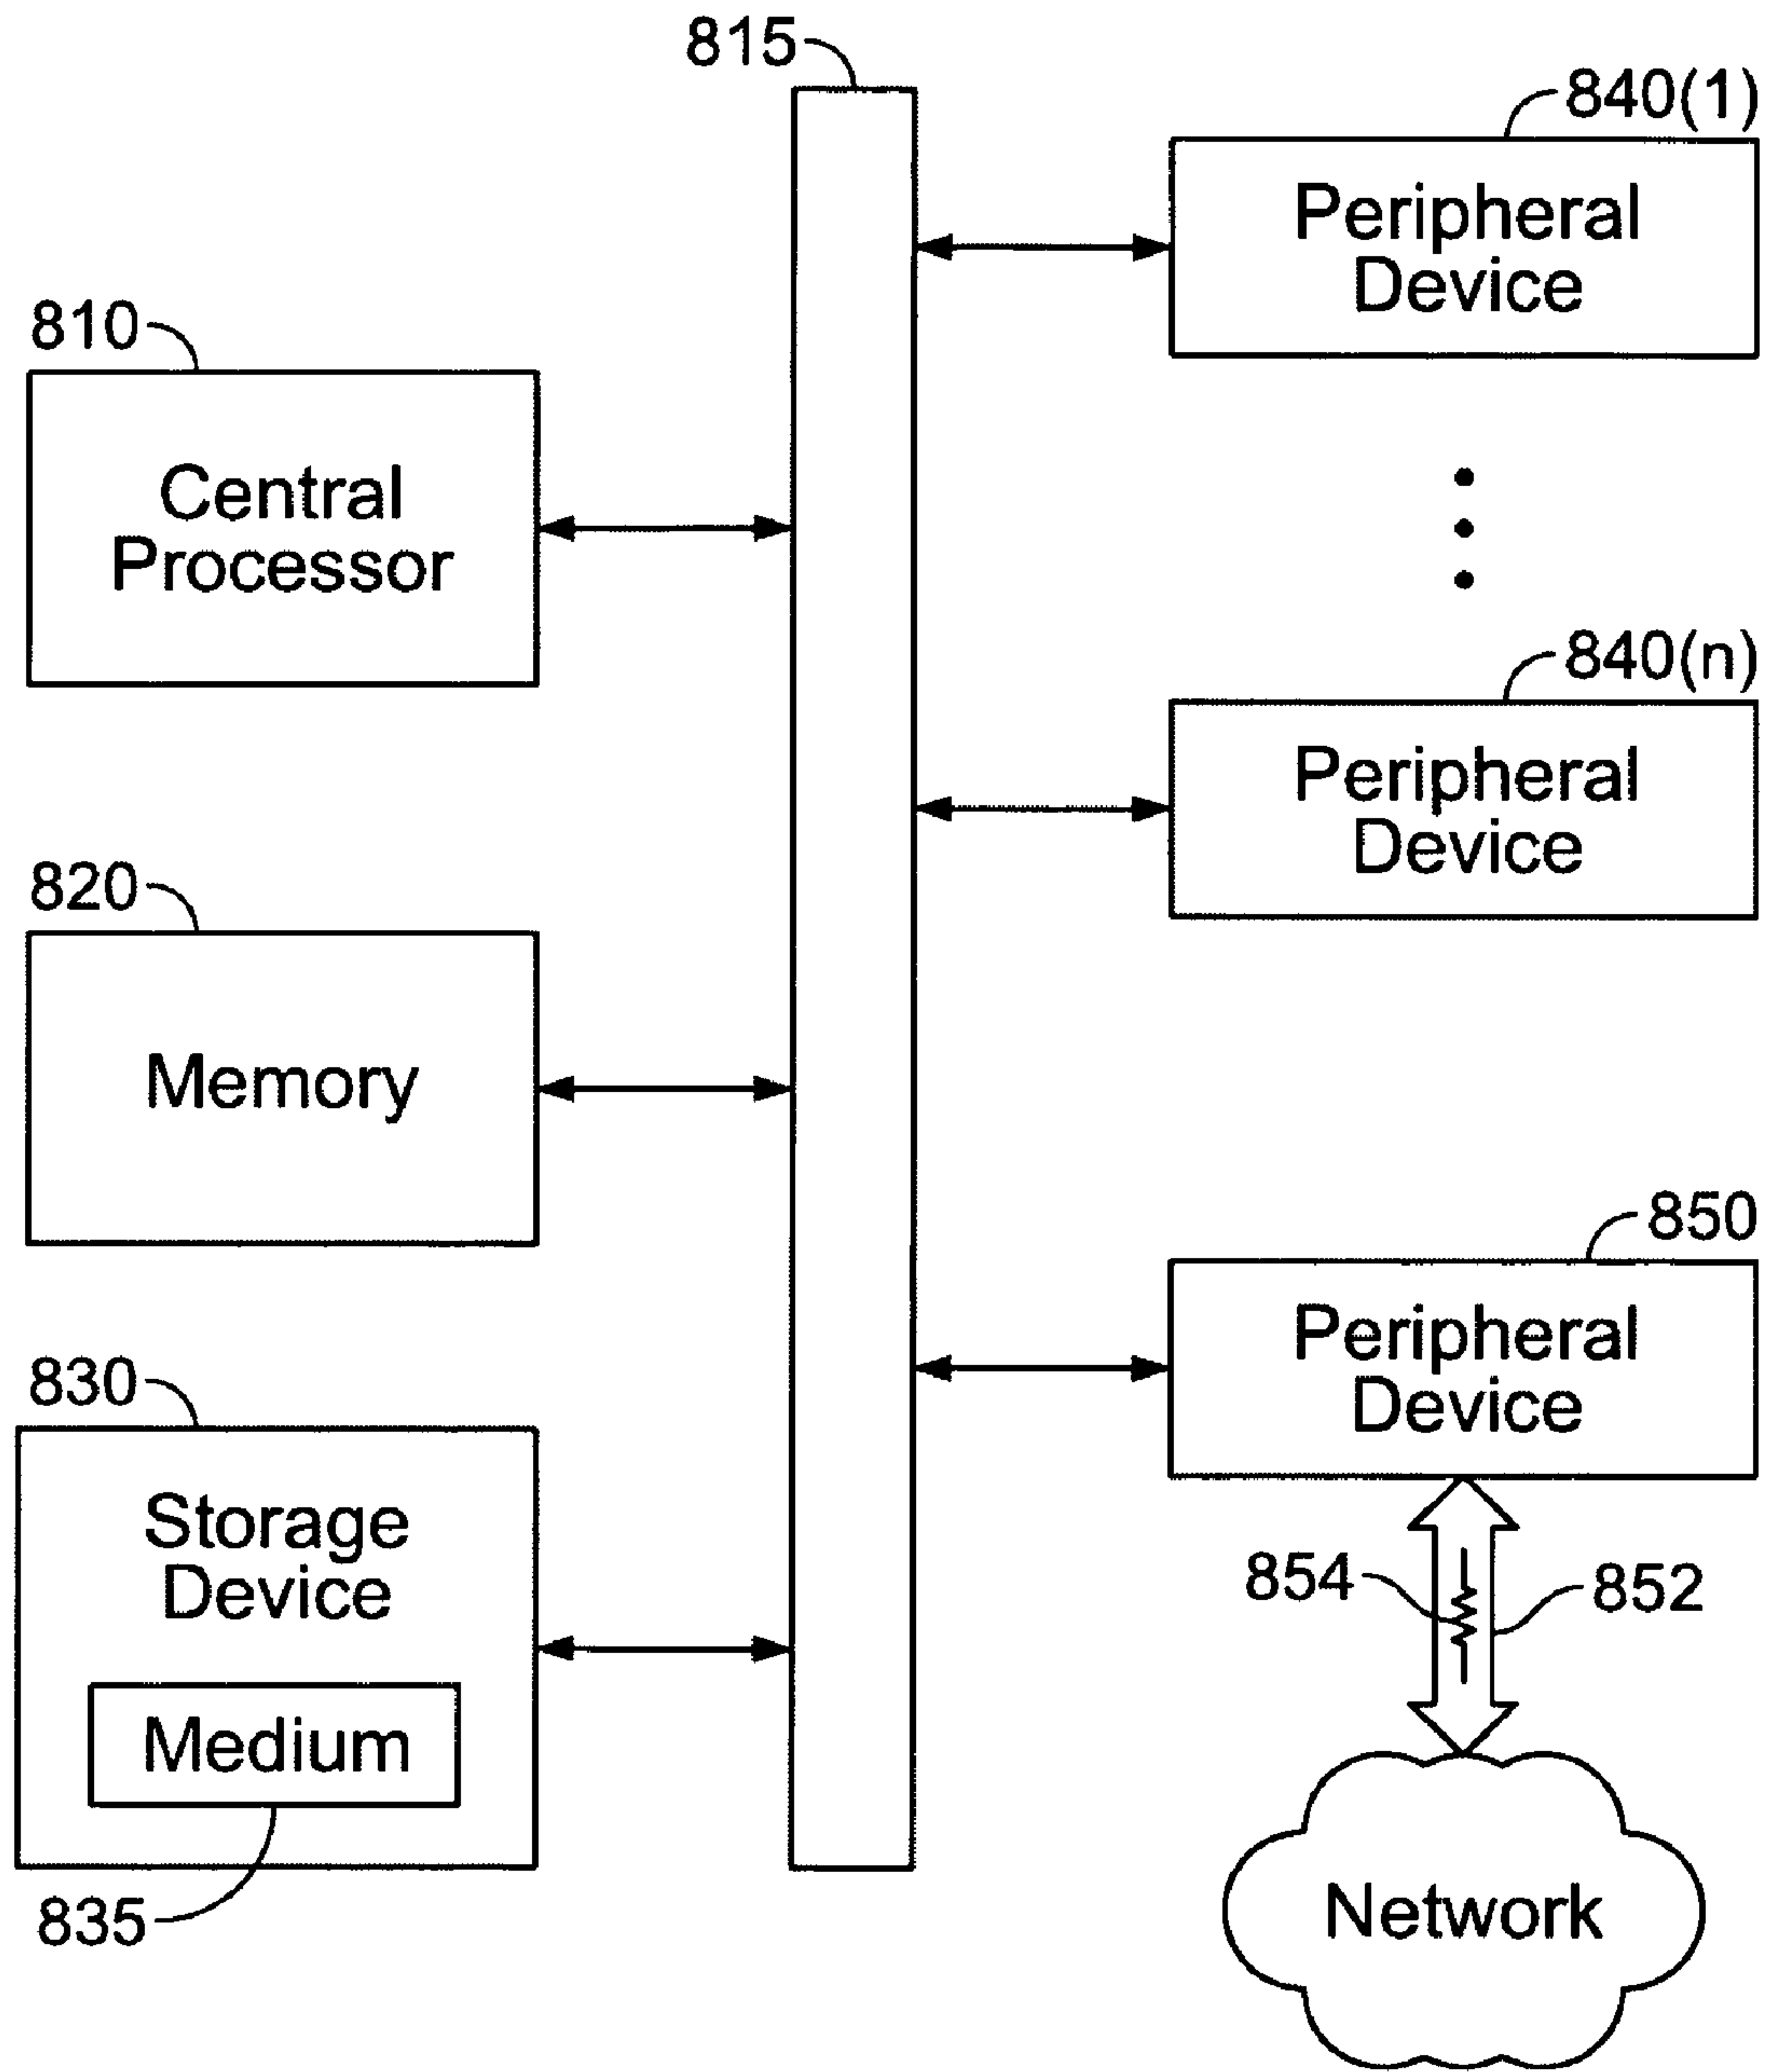 815
840(1)
Peripheral
Device
810
Central
Processor
840(n)
Peripheral
Device
820
Memory
850
Peripheral
Device
830
Storage
Device
854
852
Medium
835
Network